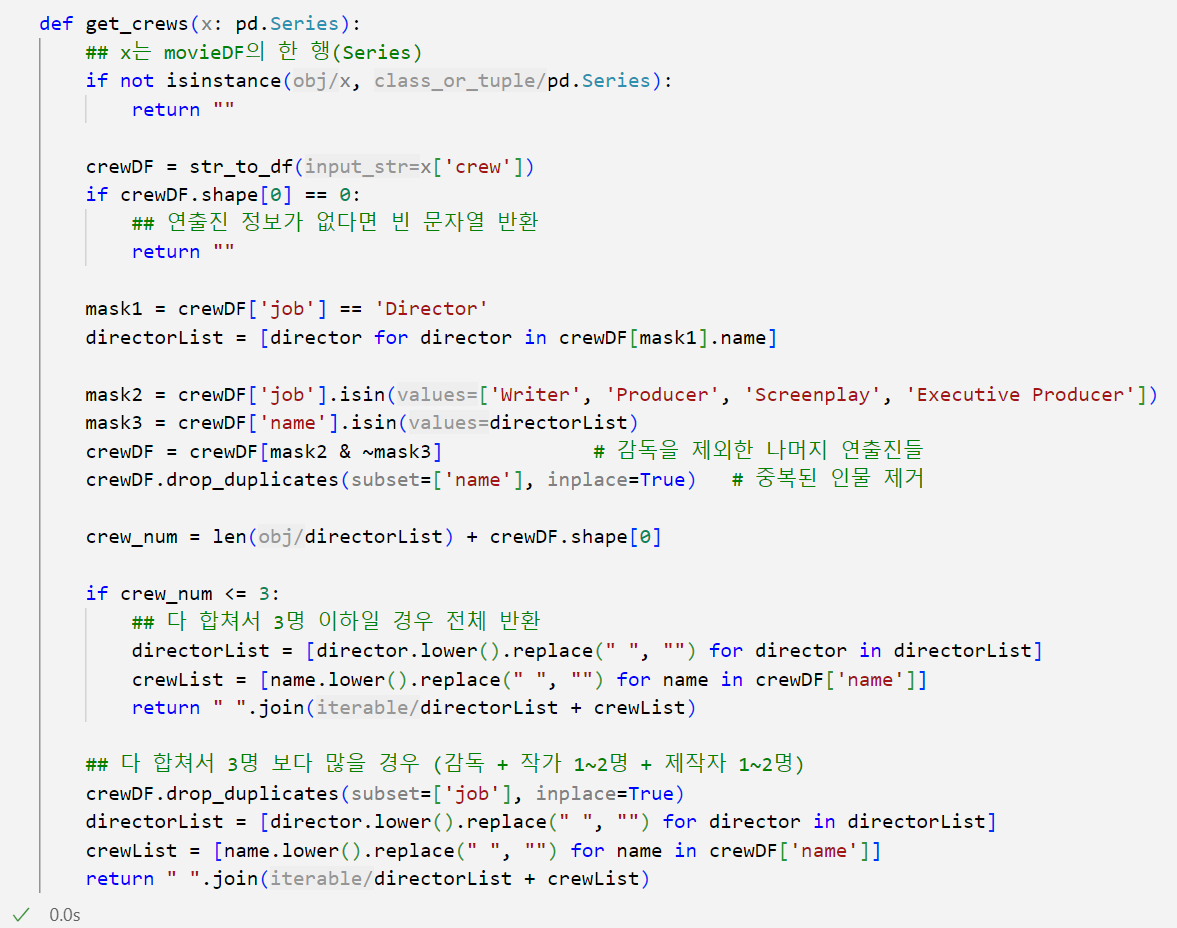 def get_crews(x: pd.Series):
    ## x는 movieDF의 한 행(Series)
    if not isinstance(obj/x, class_or_tuple/pd.Series):
        return ""

    crewDF = str_to_df(input_str=x['crew'])
    if crewDF.shape[0] == 0:
        ## 연출진 정보가 없다면 빈 문자열 반환
        return ""

    mask1 = crewDF['job'] == 'Director'
    directorList = [director for director in crewDF[mask1].name]

    mask2 = crewDF['job'].isin(values=['Writer', 'Producer', 'Screenplay', 'Executive Producer'])
    mask3 = crewDF['name'].isin(values=directorList)
    crewDF = crewDF[mask2 & ~mask3]             # 감독을 제외한 나머지 연출진들
    crewDF.drop_duplicates(subset=['name'], inplace=True)   # 중복된 인물 제거

    crew_num = len(obj/directorList) + crewDF.shape[0]

    if crew_num <= 3:
        ## 다 합쳐서 3명 이하일 경우 전체 반환
        directorList = [director.lower().replace(" ", "") for director in directorList]
        crewList = [name.lower().replace(" ", "") for name in crewDF['name']]
        return " ".join(iterable/directorList + crewList)

    ## 다 합쳐서 3명 보다 많을 경우 (감독 + 작가 1~2명 + 제작자 1~2명)
    crewDF.drop_duplicates(subset=['job'], inplace=True)
    directorList = [director.lower().replace(" ", "") for director in directorList]
    crewList = [name.lower().replace(" ", "") for name in crewDF['name']]
    return " ".join(iterable/directorList + crewList)
0.0s